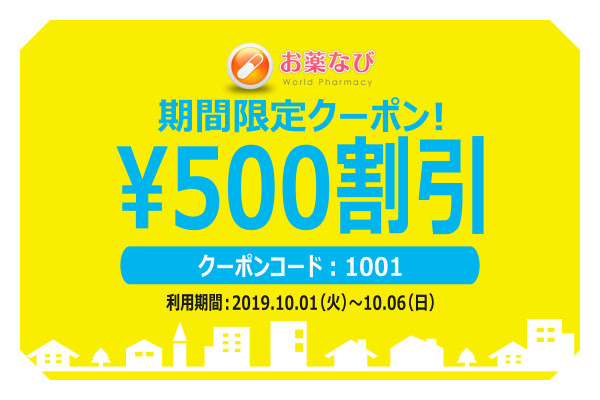 お薬なび
World Pharmacy
期間限定クーポン!
¥500割引
クーポンコード：1001
利用期間：2019.10.01（火）～10.06（日）